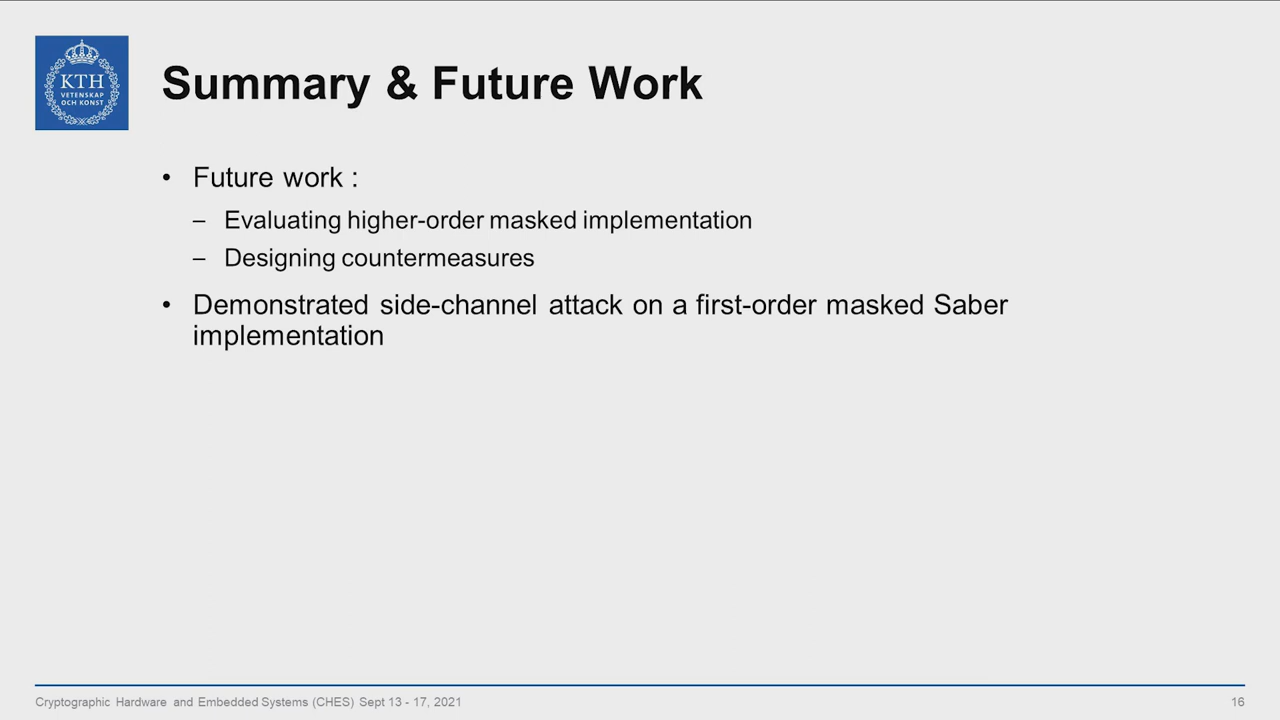 KTH
VETENSKAP
OCH KONST
Summary & Future Work
• Future work :
– Evaluating higher-order masked implementation
– Designing countermeasures
• Demonstrated side-channel attack on a first-order masked Saber
implementation
Cryptographic Hardware and Embedded Systems (CHES) Sept 13 - 17, 2021
16